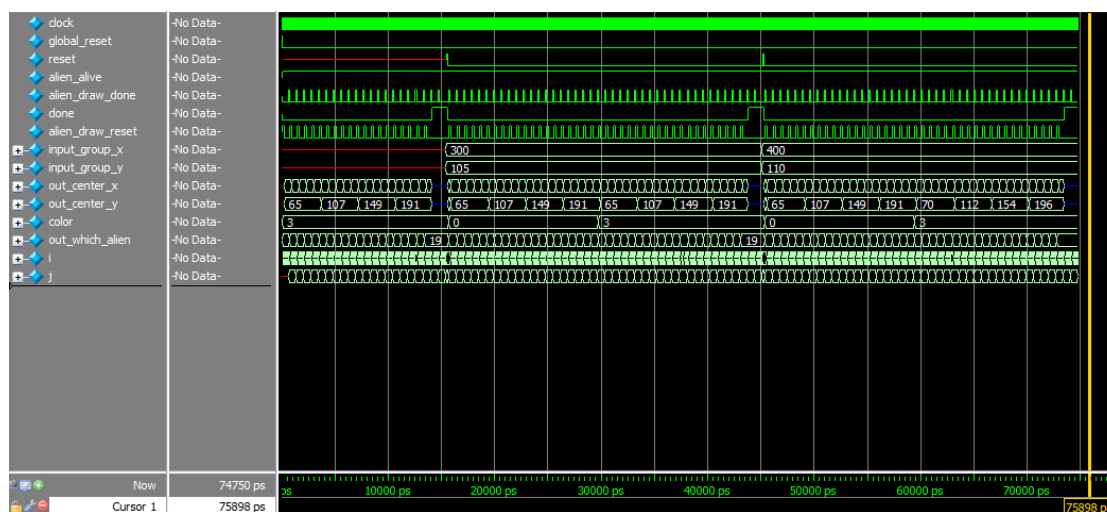 clock -No Data-
global_reset -No Data-
reset -No Data-
alien_alive -No Data-
alien_draw_done -No Data-
done -No Data-
alien_draw_reset -No Data-
input_group_x -No Data- 300 400
input_group_y -No Data- 105 110
out_center_x -No Data-
out_center_y -No Data- 65 107 149 191 65 107 149 191 65 107 149 191 65 107 149 191 70 112 154 196
color -No Data- 3 0 3 0 3
out_which_alien -No Data- 19 19
i -No Data-
j -No Data-
Now 74750 ps ps 10000 ps 20000 ps 30000 ps 40000 ps 50000 ps 60000 ps 70000 ps
Cursor 1 75898 ps 75898 ps